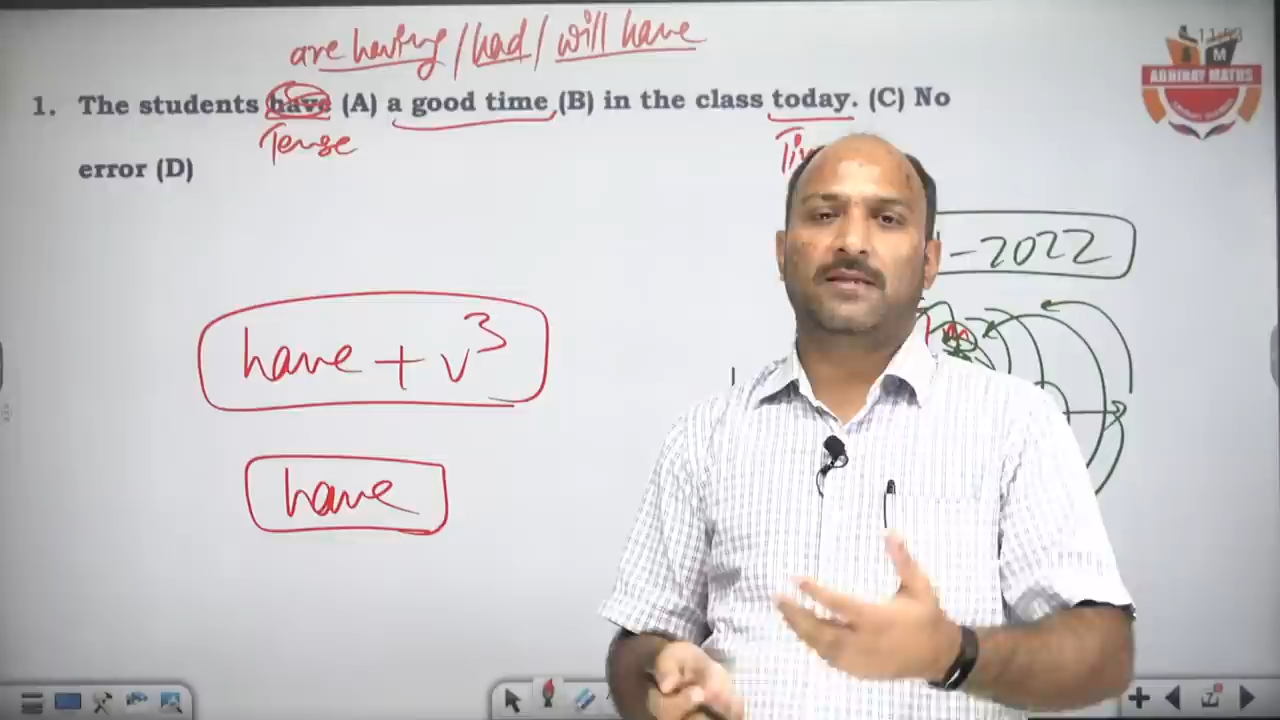 are having / had / will have
1. The students have (A) a good time (B) in the class today. (C) No
error (D)
Tense
-2022
have + v3
have
M
ABHINAY MATHS